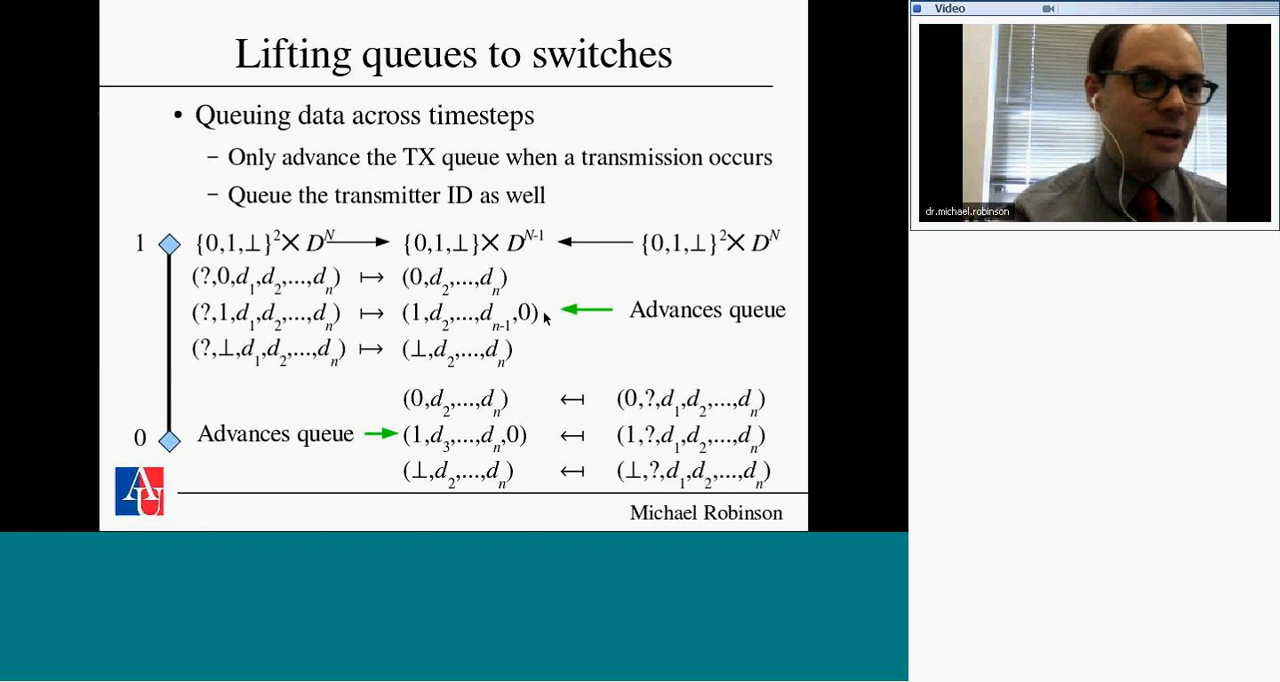 Lifting queues to switches
• Queuing data across timesteps
– Only advance the TX queue when a transmission occurs
– Queue the transmitter ID as well
1 {0,1,⊥}²× Dᴺ → {0,1,⊥}× Dᴺ⁻¹ ← {0,1,⊥}²× Dᴺ
(?,0,d₁,d₂,...,dₙ) ↦ (0,d₂,...,dₙ)
(?,1,d₁,d₂,...,dₙ) ↦ (1,d₂,...,dₙ₋₁,0) ← Advances queue
(?,⊥,d₁,d₂,...,dₙ) ↦ (⊥,d₂,...,dₙ)
(0,d₂,...,dₙ) ↤ (0,?,d₁,d₂,...,dₙ)
0 Advances queue → (1,d₃,...,dₙ,0) ↤ (1,?,d₁,d₂,...,dₙ)
(⊥,d₂,...,dₙ) ↤ (⊥,?,d₁,d₂,...,dₙ)
AU
Michael Robinson
Video
dr.michael.robinson